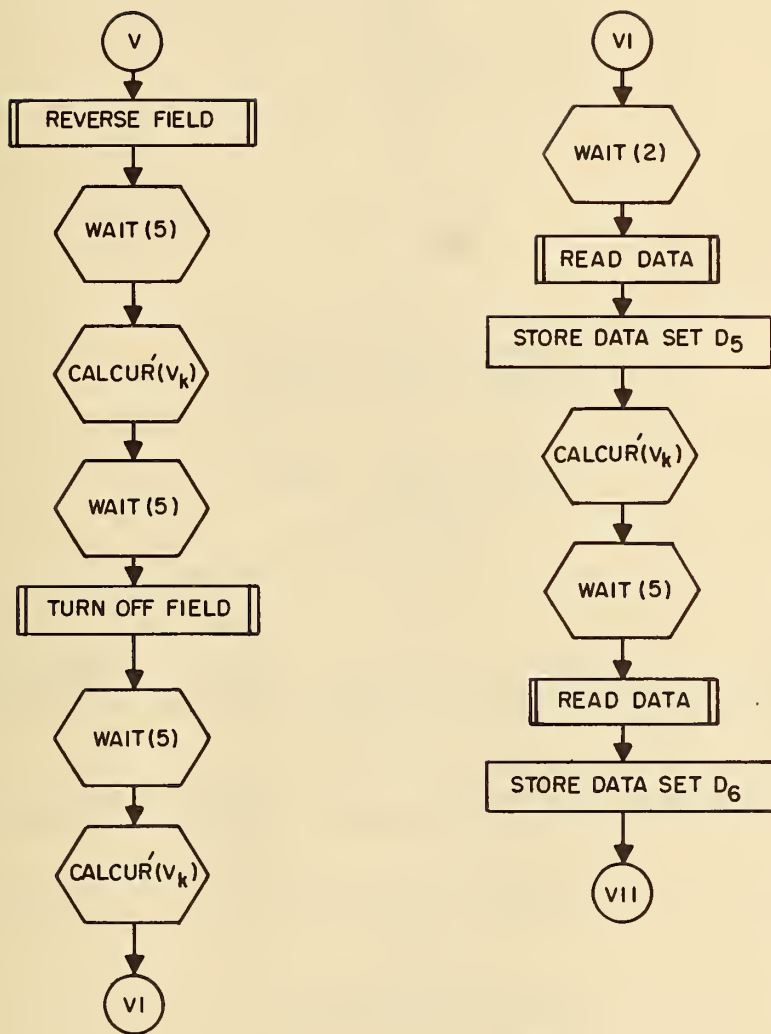 V
REVERSE FIELD
WAIT (5)
CALCUR′(Vk)
WAIT (5)
TURN OFF FIELD
WAIT (5)
CALCUR′(Vk)
VI
VI
WAIT (2)
READ DATA
STORE DATA SET D5
CALCUR′(Vk)
WAIT (5)
READ DATA
STORE DATA SET D6
VII